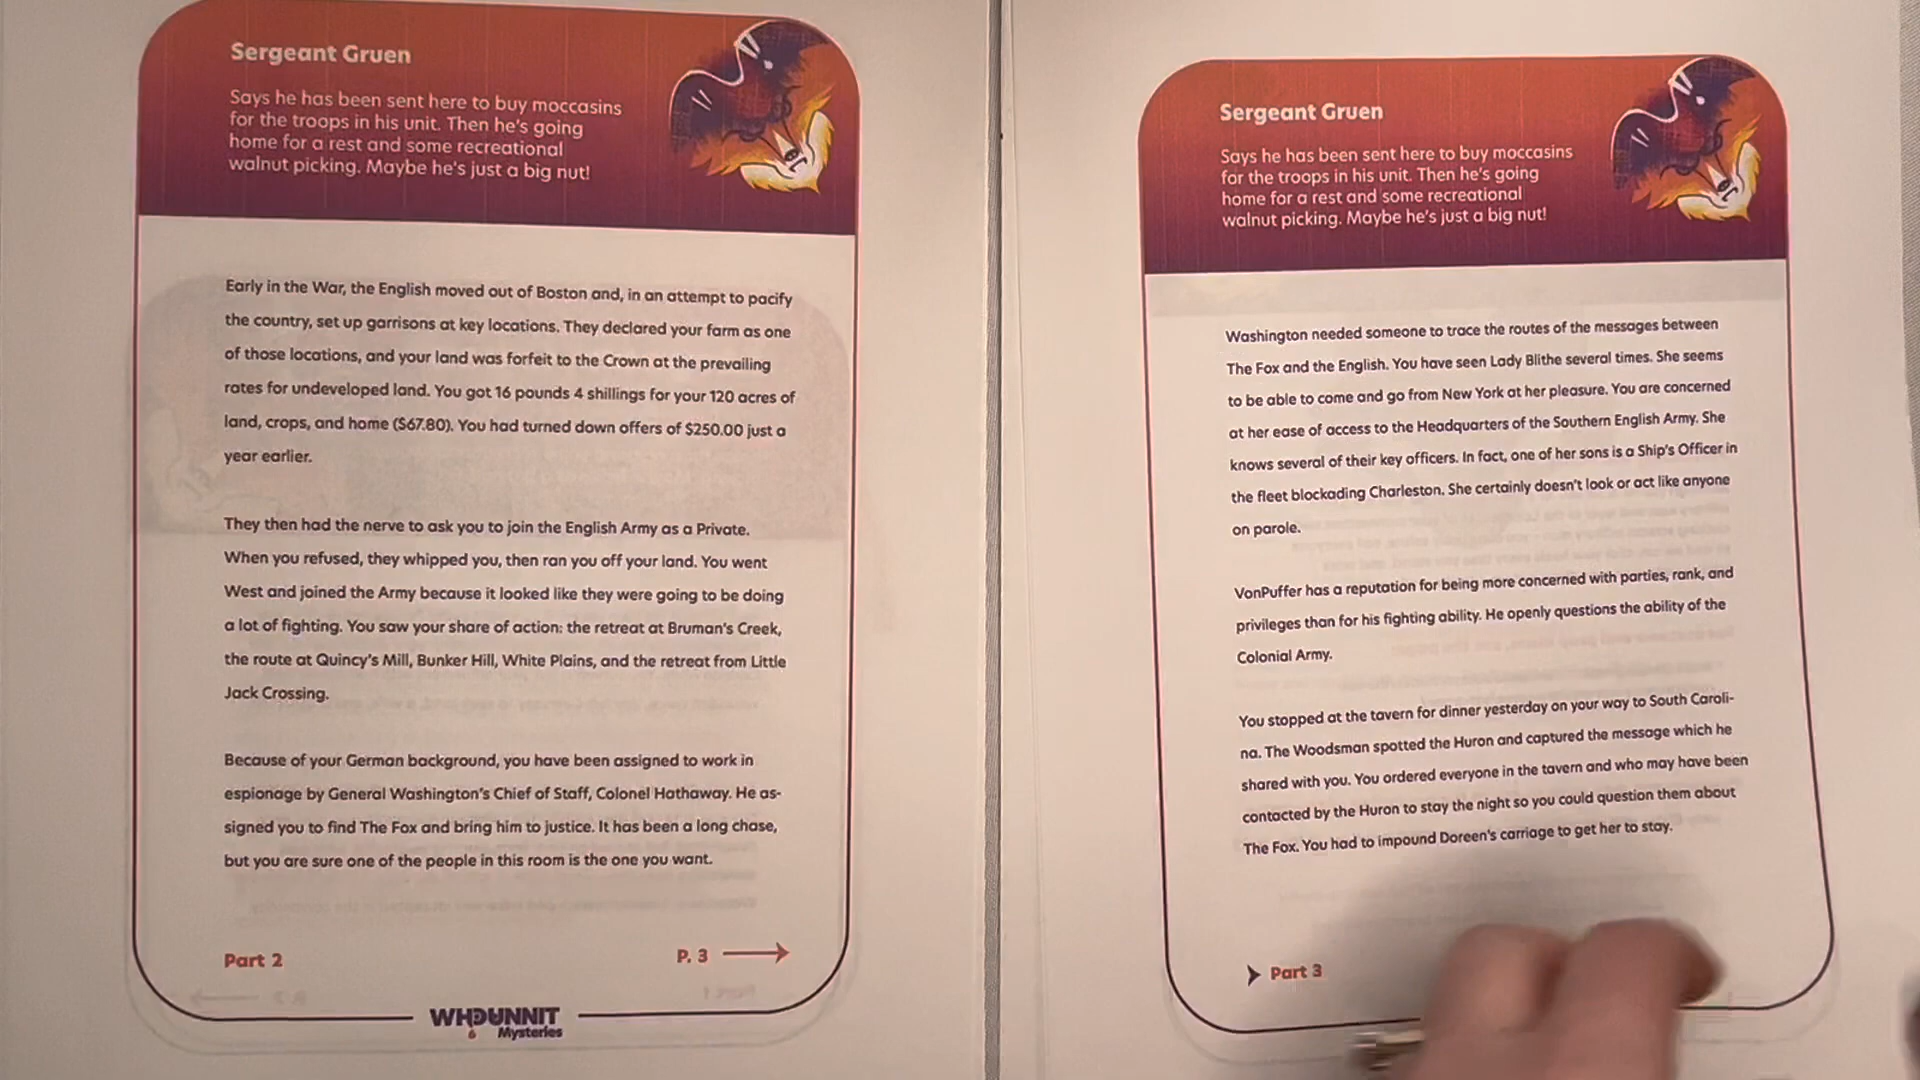 Sergeant Gruen
Says he has been sent here to buy moccasins
for the troops in his unit. Then he's going
home for a rest and some recreational
walnut picking. Maybe he's just a big nut!
Early in the War, the English moved out of Boston and, in an attempt to pacify
the country, set up garrisons at key locations. They declared your farm as one
of those locations, and your land was forfeit to the Crown at the prevailing
rates for undeveloped land. You got 16 pounds 4 shillings for your 120 acres of
land, crops, and home ($67.80). You had turned down offers of $250.00 just a
year earlier.
They then had the nerve to ask you to join the English Army as a Private.
When you refused, they whipped you, then ran you off your land. You went
West and joined the Army because it looked like they were going to be doing
a lot of fighting. You saw your share of action: the retreat at Bruman's Creek,
the route at Quincy's Mill, Bunker Hill, White Plains, and the retreat from Little
Jack Crossing.
Because of your German background, you have been assigned to work in
espionage by General Washington's Chief of Staff, Colonel Hathaway. He as-
signed you to find The Fox and bring him to justice. It has been a long chase,
but you are sure one of the people in this room is the one you want.
Part 2
P. 3
WHODUNNIT
Mysteries
Sergeant Gruen
Says he has been sent here to buy moccasins
for the troops in his unit. Then he's going
home for a rest and some recreational
walnut picking. Maybe he's just a big nut!
Washington needed someone to trace the routes of the messages between
The Fox and the English. You have seen Lady Blithe several times. She seems
to be able to come and go from New York at her pleasure. You are concerned
at her ease of access to the Headquarters of the Southern English Army. She
knows several of their key officers. In fact, one of her sons is a Ship's Officer in
the fleet blockading Charleston. She certainly doesn't look or act like anyone
on parole.
VonPuffer has a reputation for being more concerned with parties, rank, and
privileges than for his fighting ability. He openly questions the ability of the
Colonial Army.
You stopped at the tavern for dinner yesterday on your way to South Caroli-
na. The Woodsman spotted the Huron and captured the message which he
shared with you. You ordered everyone in the tavern and who may have been
contacted by the Huron to stay the night so you could question them about
The Fox. You had to impound Doreen's carriage to get her to stay.
Part 3